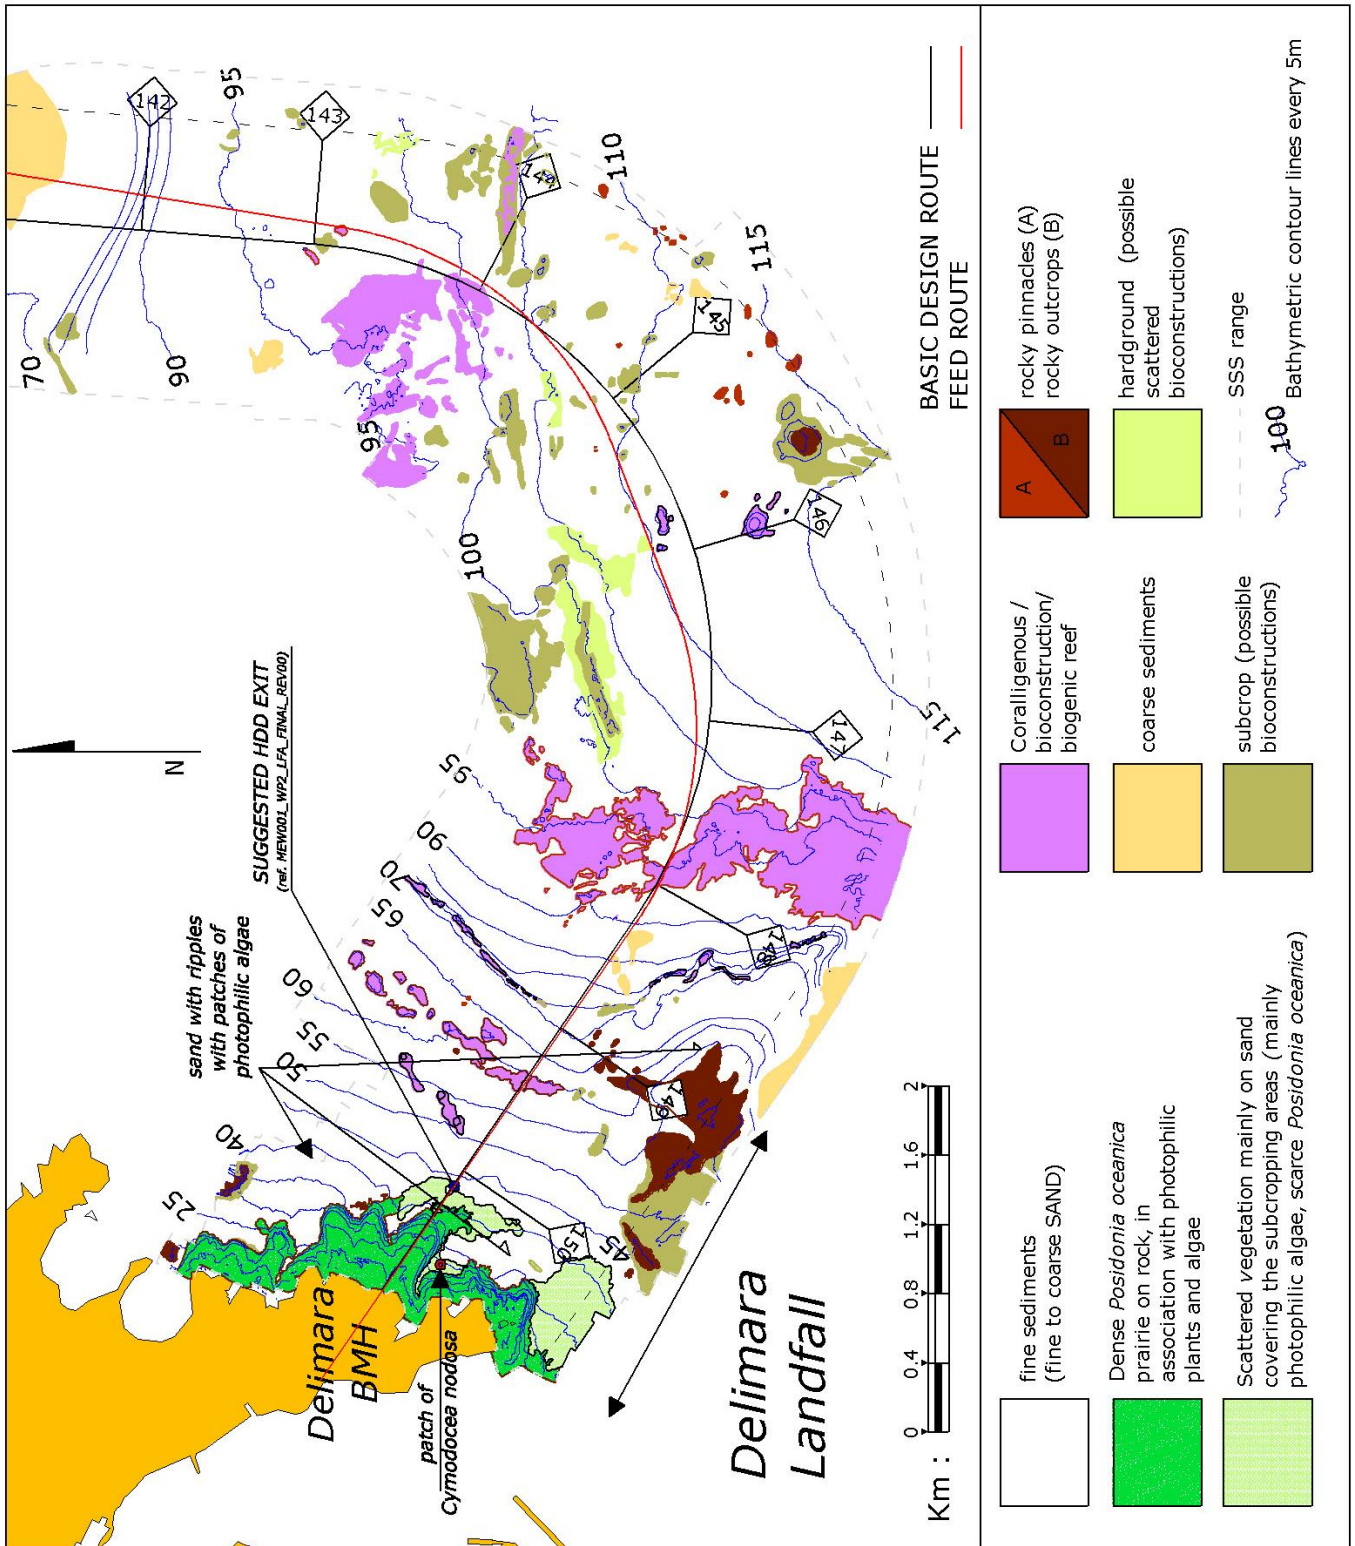 70
142
95
143
90
144
110
95
145
115
100
146
SUGGESTED HDD EXIT
(ref. MEW001_WP2_LFA_FINAL_REV00)
N
95
147
115
90
70
65
148
sand with ripples
with patches of
photophilic algae
60
55
50
149
40
25
45
150
Delimara
BMH
patch of
Cymodocea nodosa
Delimara
Landfall
Km :
0
0.4
0.8
1.2
1.6
2
BASIC DESIGN ROUTE
FEED ROUTE
fine sediments
(fine to coarse SAND)
Dense Posidonia oceanica
prairie on rock, in
association with photophilic
plants and algae
Scattered vegetation mainly on sand
covering the subcropping areas (mainly
photophilic algae, scarce Posidonia oceanica)
Coralligenous /
bioconstruction/
biogenic reef
coarse sediments
subcrop (possible
bioconstructions)
A
B
rocky pinnacles (A)
rocky outcrops (B)
hardground (possible
scattered
bioconstructions)
SSS range
100
Bathymetric contour lines every 5m